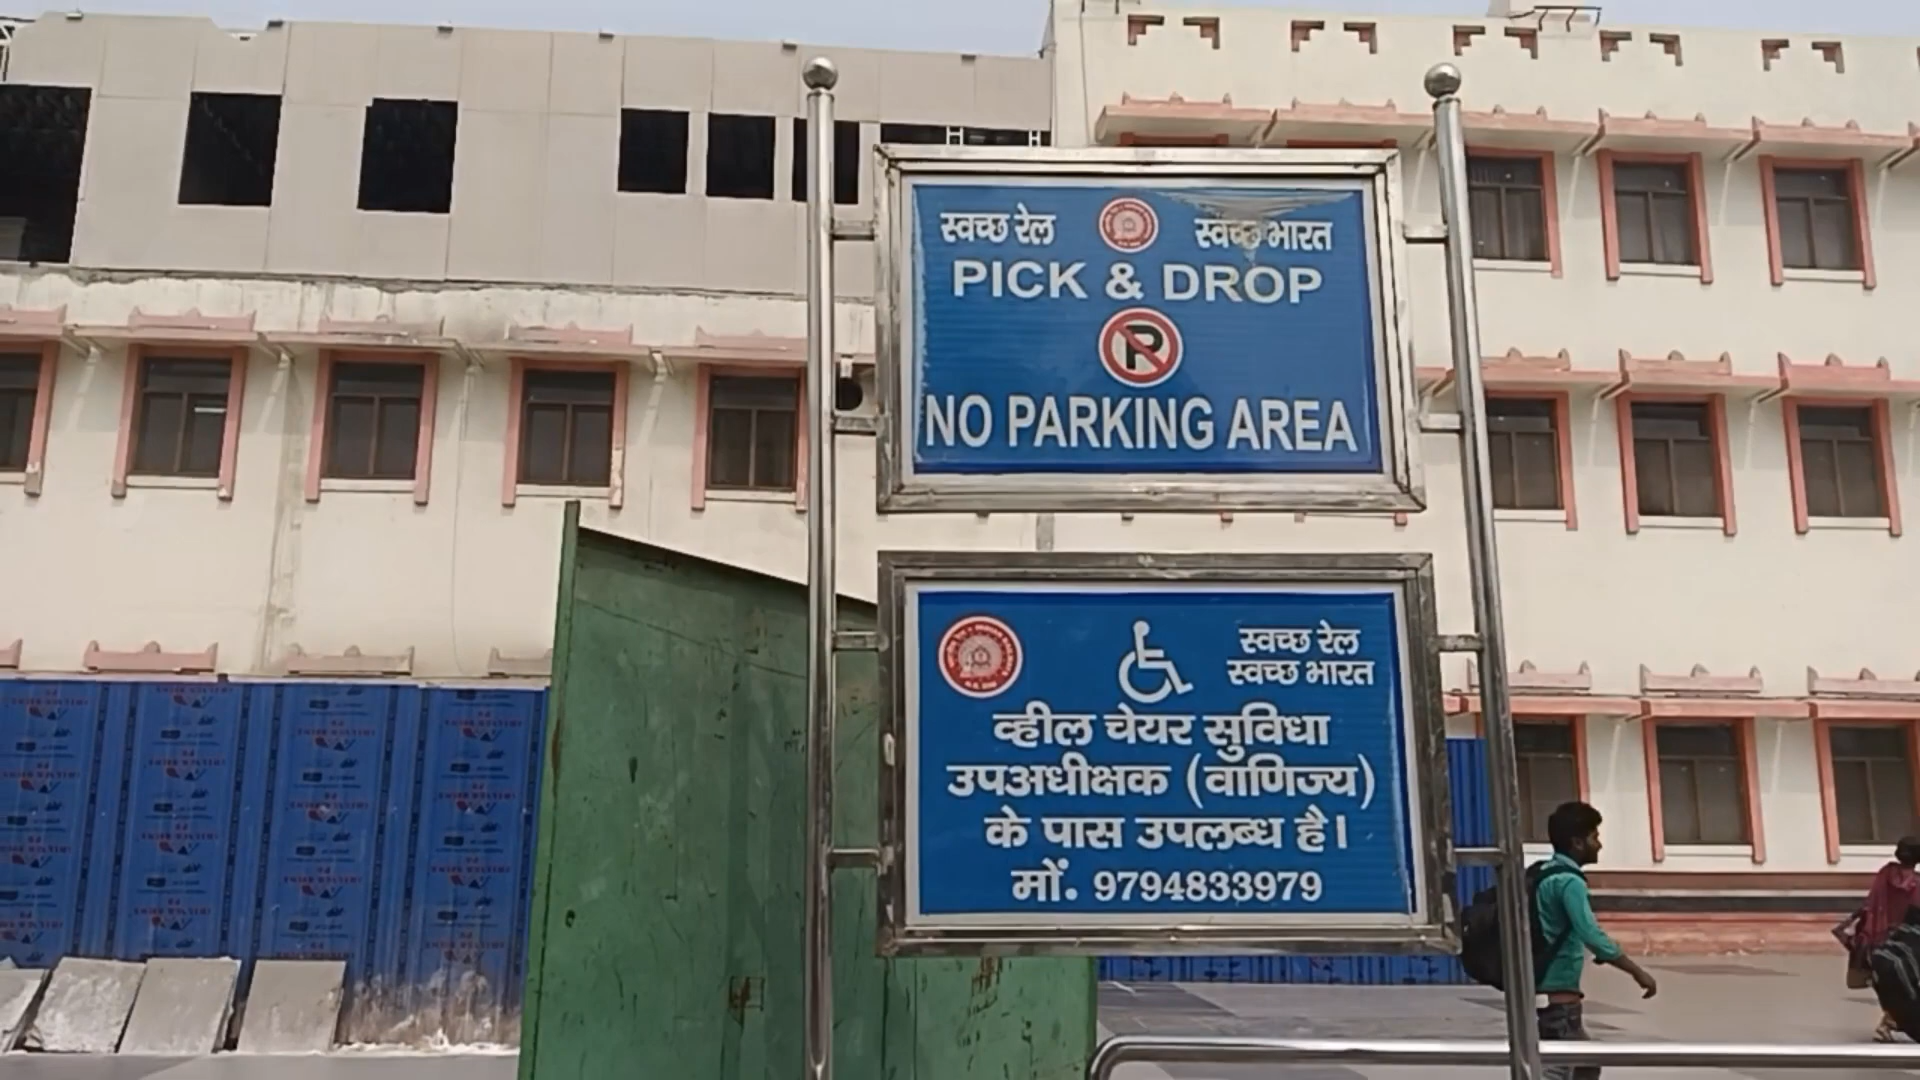 स्वच्छ रेल स्वच्छ भारत
PICK & DROP
P
NO PARKING AREA
स्वच्छ रेल
स्वच्छ भारत
व्हील चेयर सुविधा
उपअधीक्षक (वाणिज्य)
के पास उपलब्ध है।
मों. 9794833979